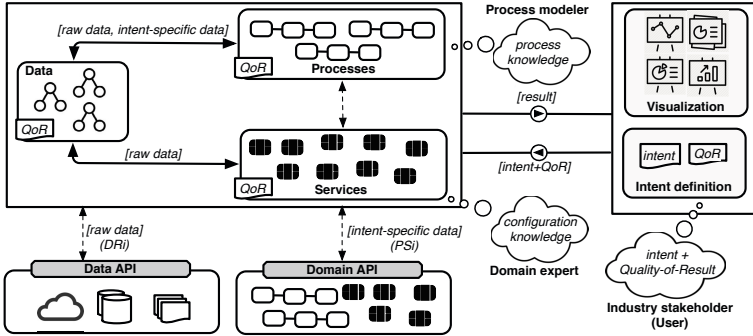 [raw data, intent-specific data]
Data
QoR
QoR
Processes
[raw data]
QoR
Services
Process modeler
process
knowledge
[result]
[intent+QoR]
configuration
knowledge
Domain expert
Visualization
intent
QoR
Intent definition
intent +
Quality-of-Result
Industry stakeholder
(User)
[raw data]
(DRi)
[intent-specific data]
(PSi)
Data API
Domain API